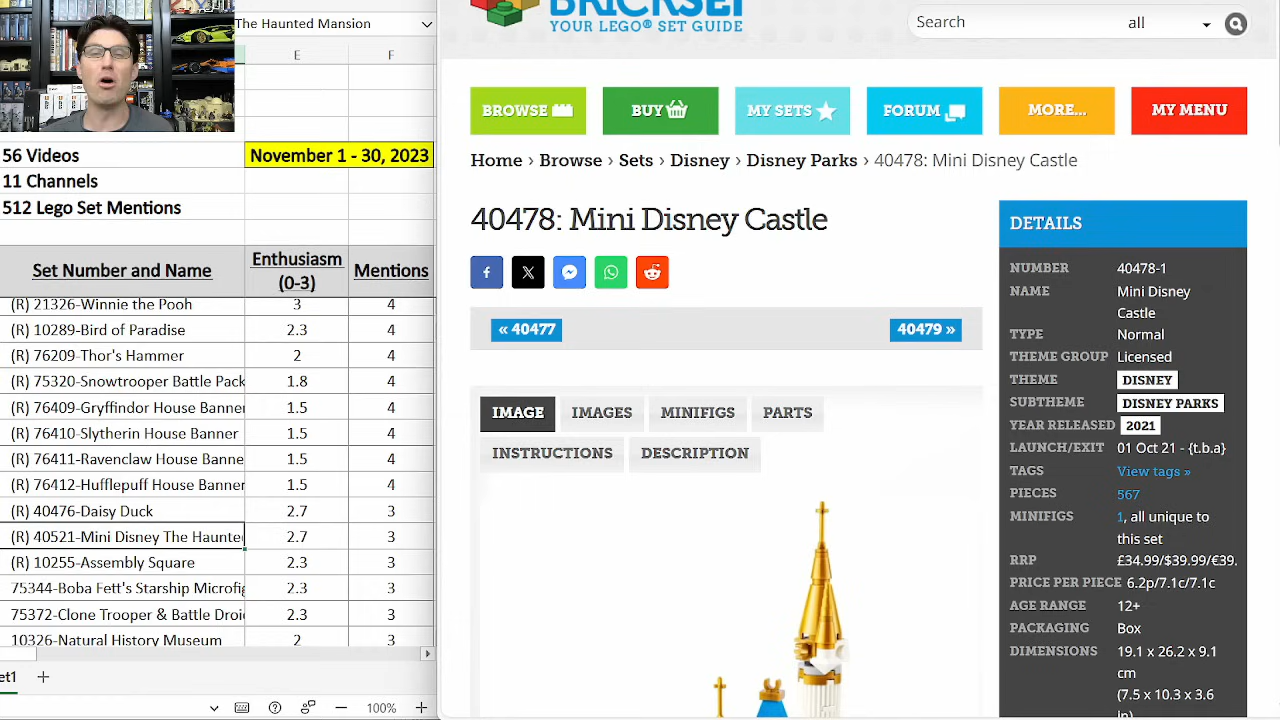 The Haunted Mansion
E F
56 Videos November 1 - 30, 2023
11 Channels
512 Lego Set Mentions
Set Number and Name Enthusiasm (0-3) Mentions
(R) 21326-Winnie the Pooh 3 4
(R) 10289-Bird of Paradise 2.3 4
(R) 76209-Thor's Hammer 2 4
(R) 75320-Snowtrooper Battle Pack 1.8 4
(R) 76409-Gryffindor House Banner 1.5 4
(R) 76410-Slytherin House Banner 1.5 4
(R) 76411-Ravenclaw House Banne 1.5 4
(R) 76412-Hufflepuff House Banner 1.5 4
(R) 40476-Daisy Duck 2.7 3
(R) 40521-Mini Disney The Haunte 2.7 3
(R) 10255-Assembly Square 2.3 3
75344-Boba Fett's Starship Microfig 2.3 3
75372-Clone Trooper & Battle Droi 2.3 3
10326-Natural History Museum 2 3
et1 +
100%
BRICKSET
YOUR LEGO® SET GUIDE
Search all
BROWSE BUY MY SETS FORUM MORE... MY MENU
Home › Browse › Sets › Disney › Disney Parks › 40478: Mini Disney Castle
40478: Mini Disney Castle
« 40477 40479 »
IMAGE IMAGES MINIFIGS PARTS
INSTRUCTIONS DESCRIPTION
DETAILS
NUMBER 40478-1
NAME Mini Disney
Castle
TYPE Normal
THEME GROUP Licensed
THEME DISNEY
SUBTHEME DISNEY PARKS
YEAR RELEASED 2021
LAUNCH/EXIT 01 Oct 21 - {t.b.a}
TAGS View tags »
PIECES 567
MINIFIGS 1, all unique to
this set
RRP £34.99/$39.99/€39.
PRICE PER PIECE 6.2p/7.1c/7.1c
AGE RANGE 12+
PACKAGING Box
DIMENSIONS 19.1 x 26.2 x 9.1
cm
(7.5 x 10.3 x 3.6
in)